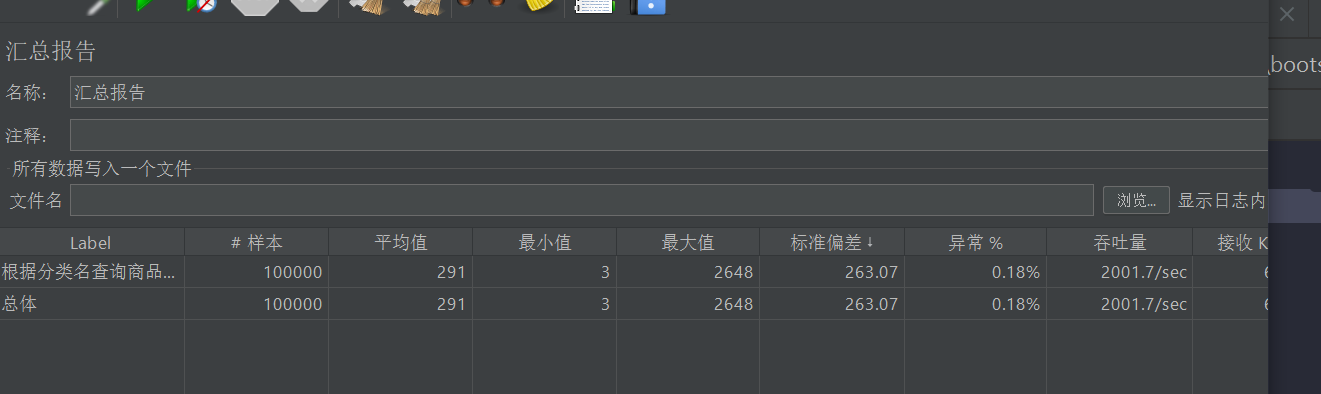 \boots
汇总报告
名称： 汇总报告
注释：
所有数据写入一个文件
文件名 浏览... 显示日志内
Label # 样本 平均值 最小值 最大值 标准偏差↓ 异常 % 吞吐量 接收 K
根据分类名查询商品... 100000 291 3 2648 263.07 0.18% 2001.7/sec
总体 100000 291 3 2648 263.07 0.18% 2001.7/sec